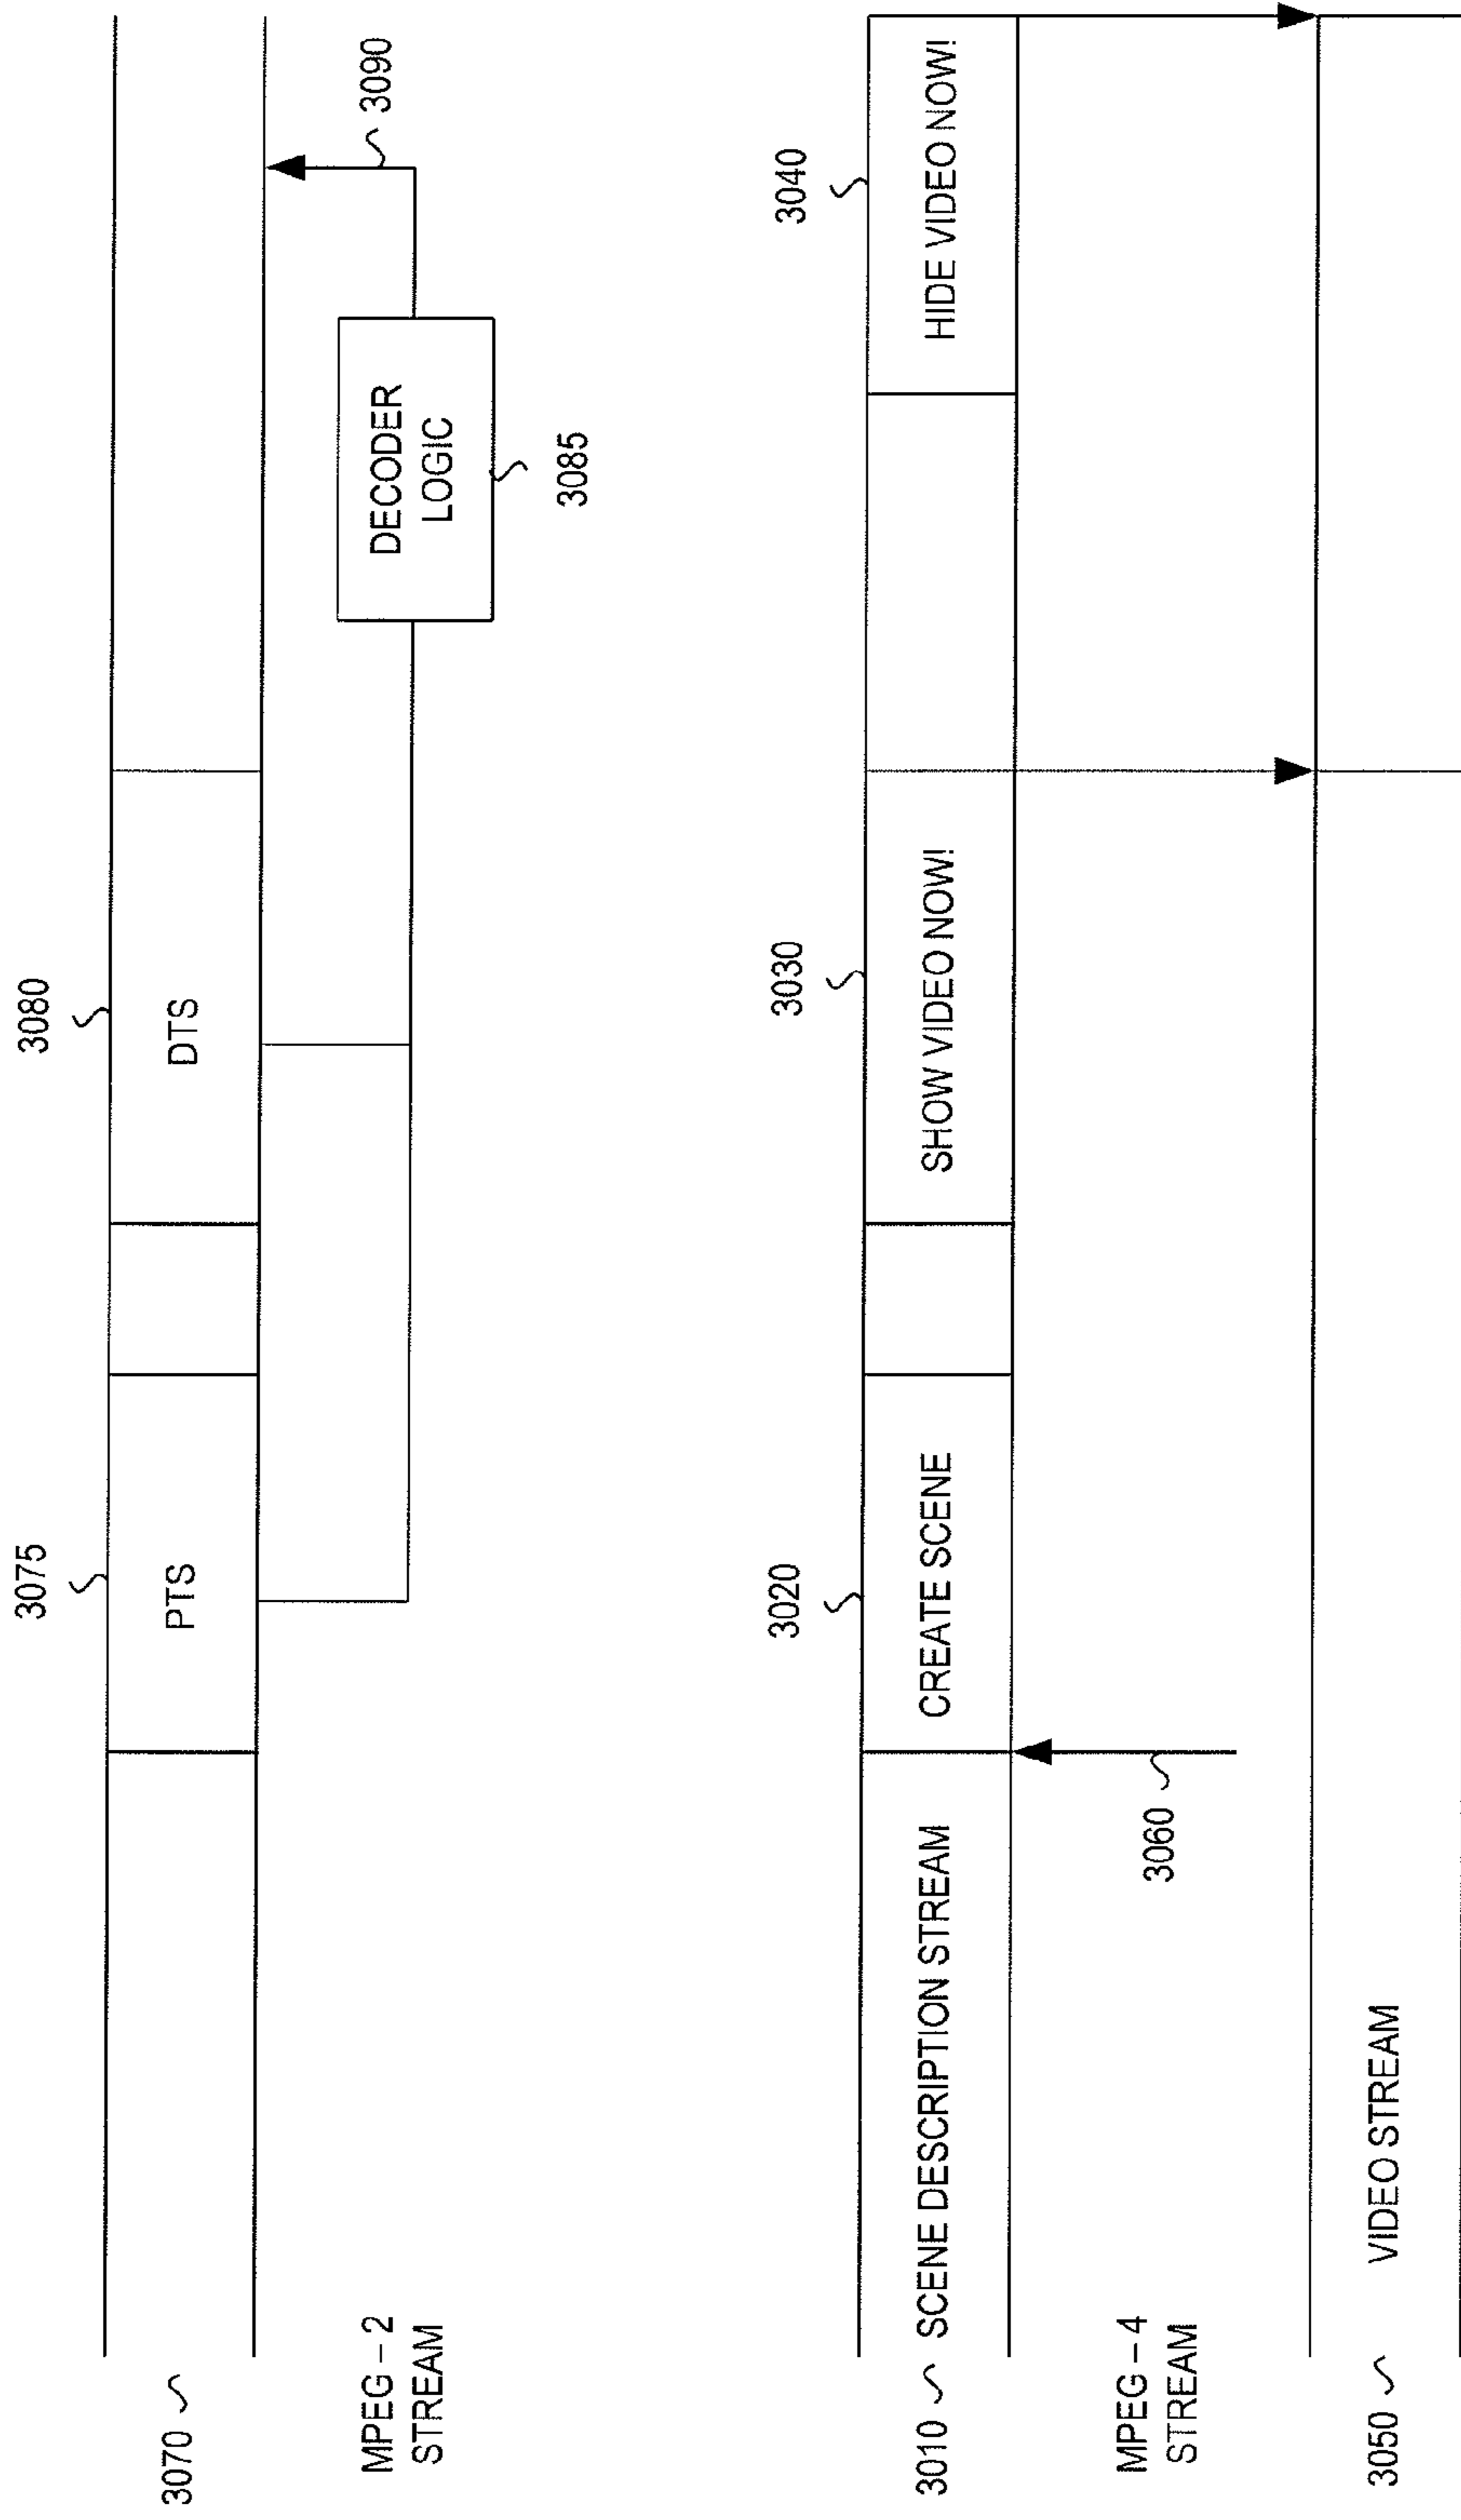 3075
3080
3070
PTS
DTS
MPEG – 2
STREAM
DECODER
LOGIC
3090
3085
3020
3030
3040
3010
SCENE DESCRIPTION STREAM
CREATE SCENE
SHOW VIDEO NOW!
HIDE VIDEO NOW!
MPEG – 4
STREAM
3060
3050
VIDEO STREAM